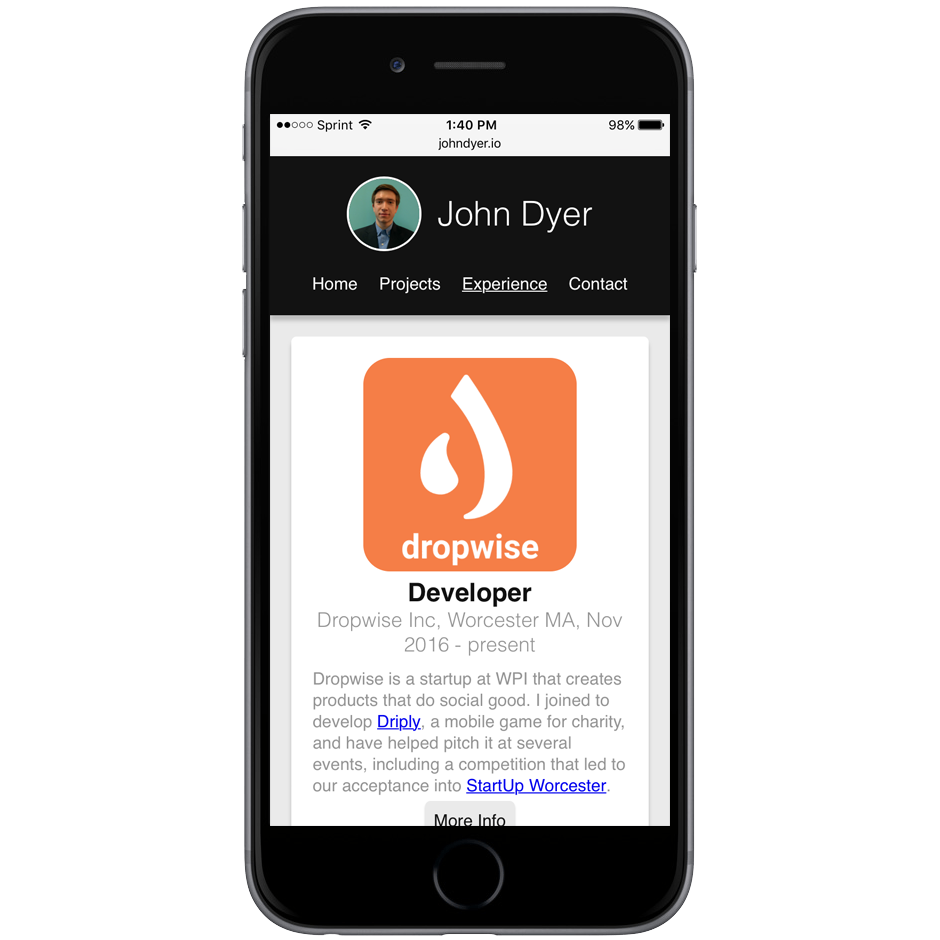 Sprint 1:40 PM 98%
johndyer.io
John Dyer
Home Projects Experience Contact
dropwise
Developer
Dropwise Inc, Worcester MA, Nov
2016 - present
Dropwise is a startup at WPI that creates
products that do social good. I joined to
develop Driply, a mobile game for charity,
and have helped pitch it at several
events, including a competition that led to
our acceptance into StartUp Worcester.
More Info